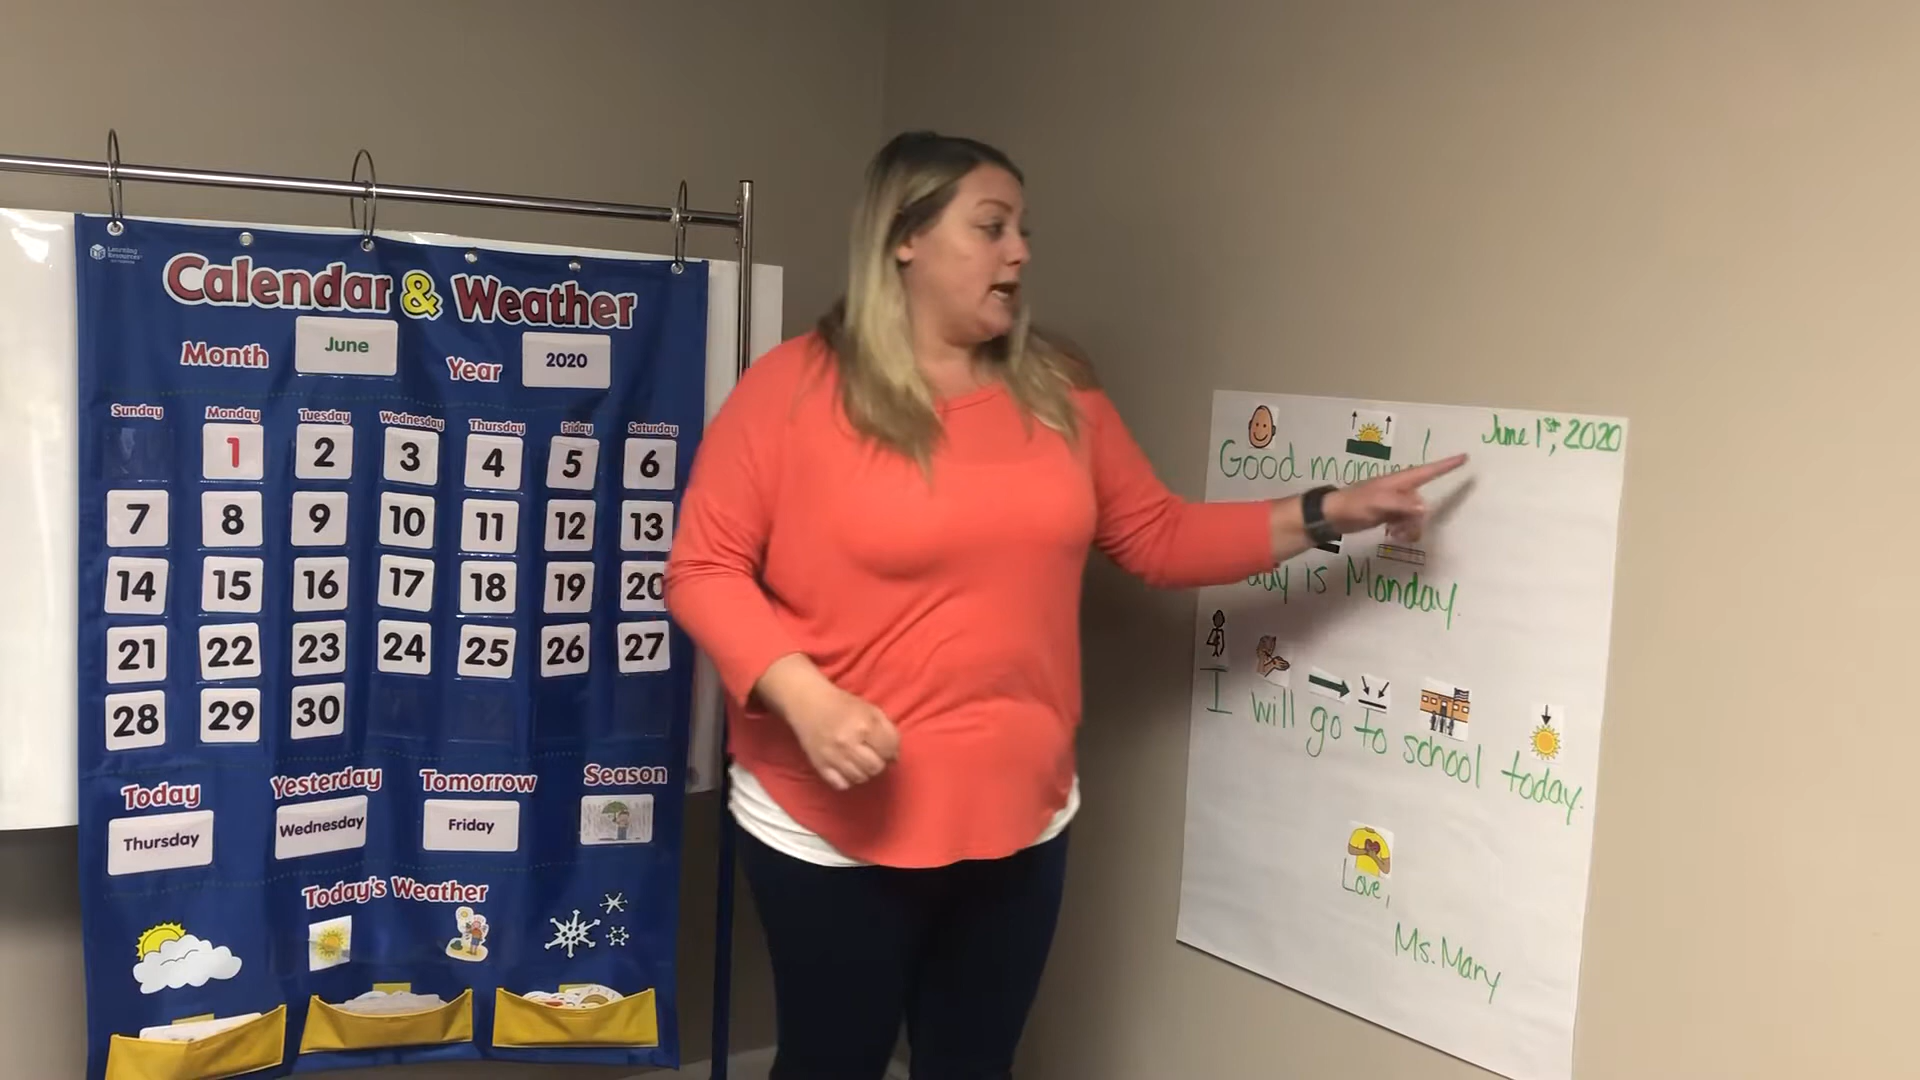 Learning
Resources
Calendar & Weather
Month June Year 2020
Sunday Monday Tuesday Wednesday Thursday Friday Saturday
1 2 3 4 5 6
7 8 9 10 11 12 13
14 15 16 17 18 19 20
21 22 23 24 25 26 27
28 29 30
Today Yesterday Tomorrow Season
Thursday Wednesday Friday
Today's Weather
June 1st, 2020
Good morning!
is Monday.
I will go to school today.
Love,
Ms. Mary